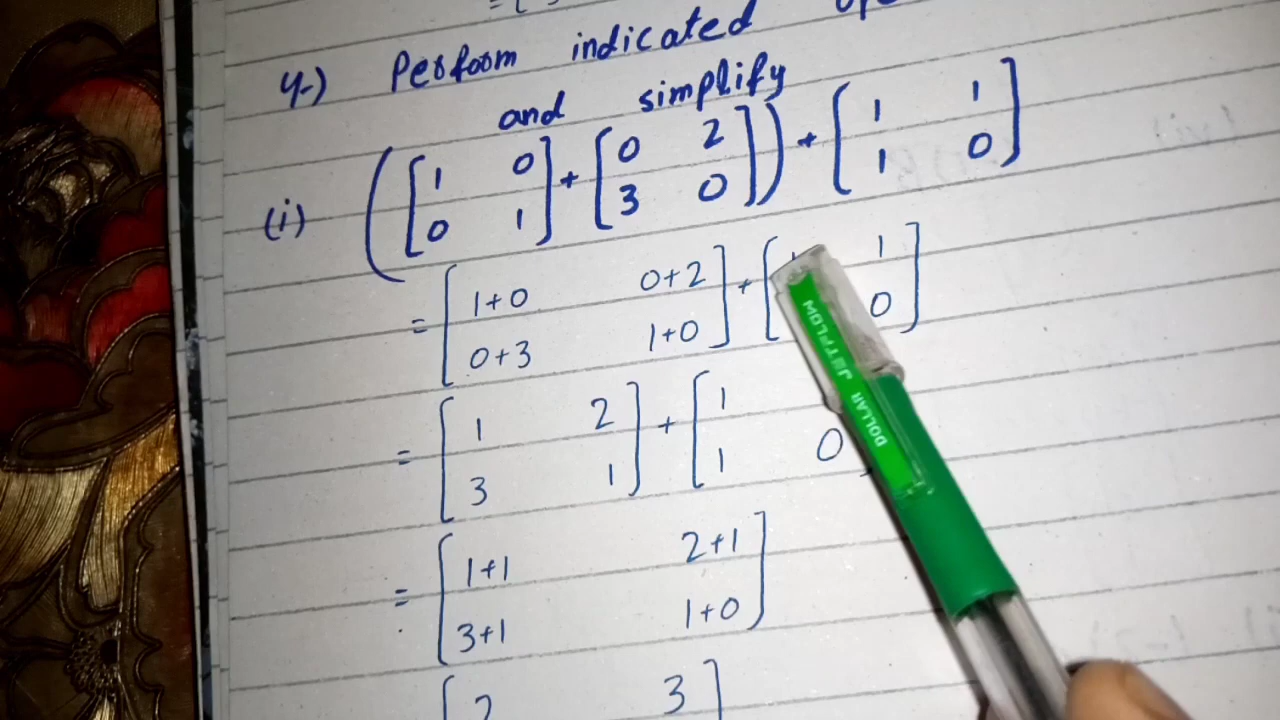 4-) Perform indicated
and simplify
(i) ([1 0 + [0 2 ) + [1 1
0 1] 3 0] 1 0]
= [1+0 0+2 + [ 1
0+3 1+0] 0]
= [1 2 + [1
3 1] 1 0
= [1+1 2+1
3+1 1+0]
[2 3]
DOLLAR JETFLOW